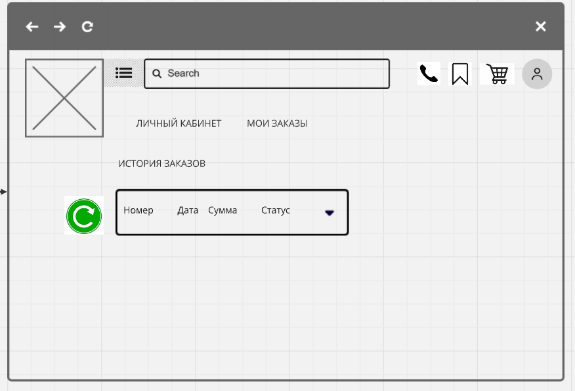 Search
ЛИЧНЫЙ КАБИНЕТ МОИ ЗАКАЗЫ
ИСТОРИЯ ЗАКАЗОВ
Номер Дата Сумма Статус